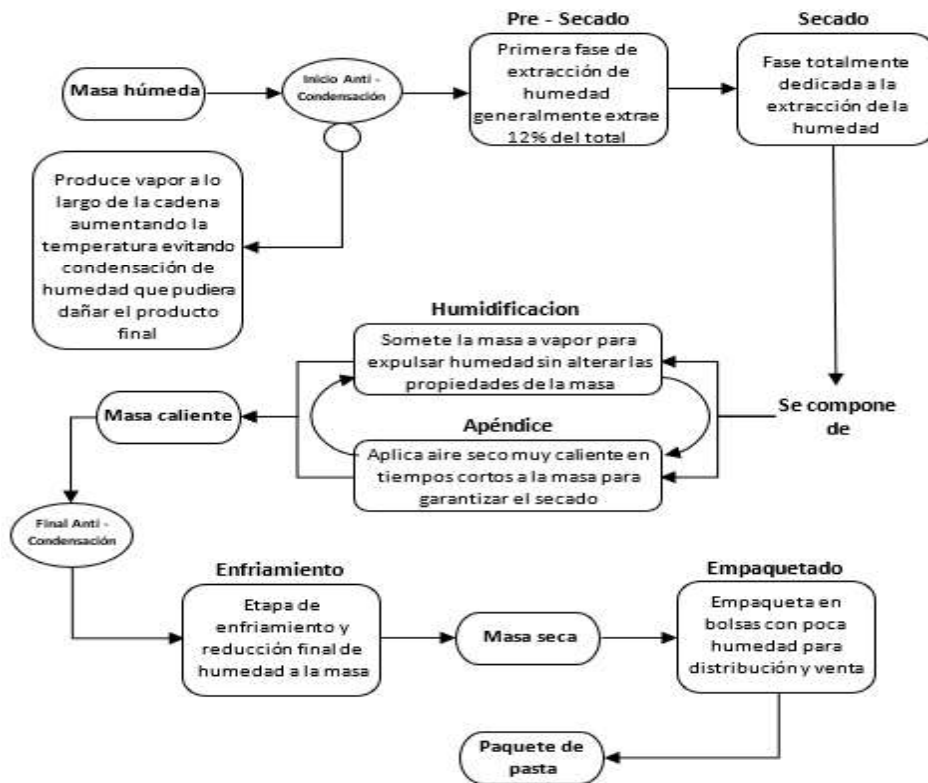 Masa húmeda
Inicio Anti -
Condensación
Pre - Secado
Primera fase de
extracción de
humedad
generalmente extrae
12% del total
Secado
Fase totalmente
dedicada a la
extracción de la
humedad
Produce vapor a lo
largo de la cadena
aumentando la
temperatura evitando
condensación de
humedad que pudiera
dañar el producto
final
Se compone
de
Humidificacion
Somete la masa a vapor para
expulsar humedad sin alterar las
propiedades de la masa
Apéndice
Aplica aire seco muy caliente en
tiempos cortos a la masa para
garantizar el secado
Masa caliente
Final Anti -
Condensación
Enfriamiento
Etapa de
enfriamiento y
reducción final de
humedad a la masa
Masa seca
Empaquetado
Empaqueta en
bolsas con poca
humedad para
distribución y venta
Paquete de
pasta